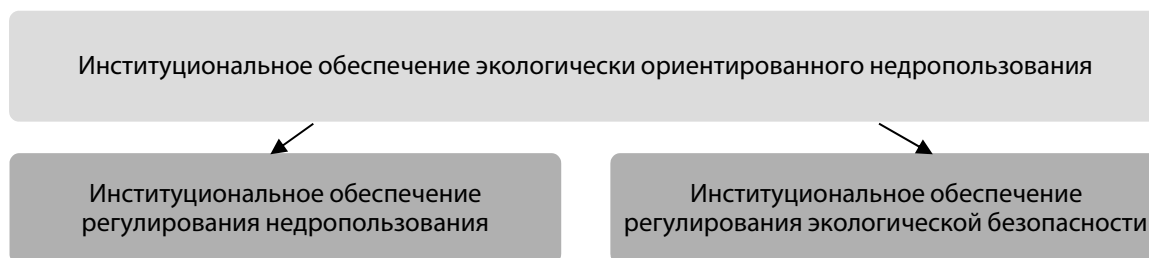 Институциональное обеспечение экологически ориентированного недропользования
Институциональное обеспечение
регулирования недропользования
Институциональное обеспечение
регулирования экологической безопасности